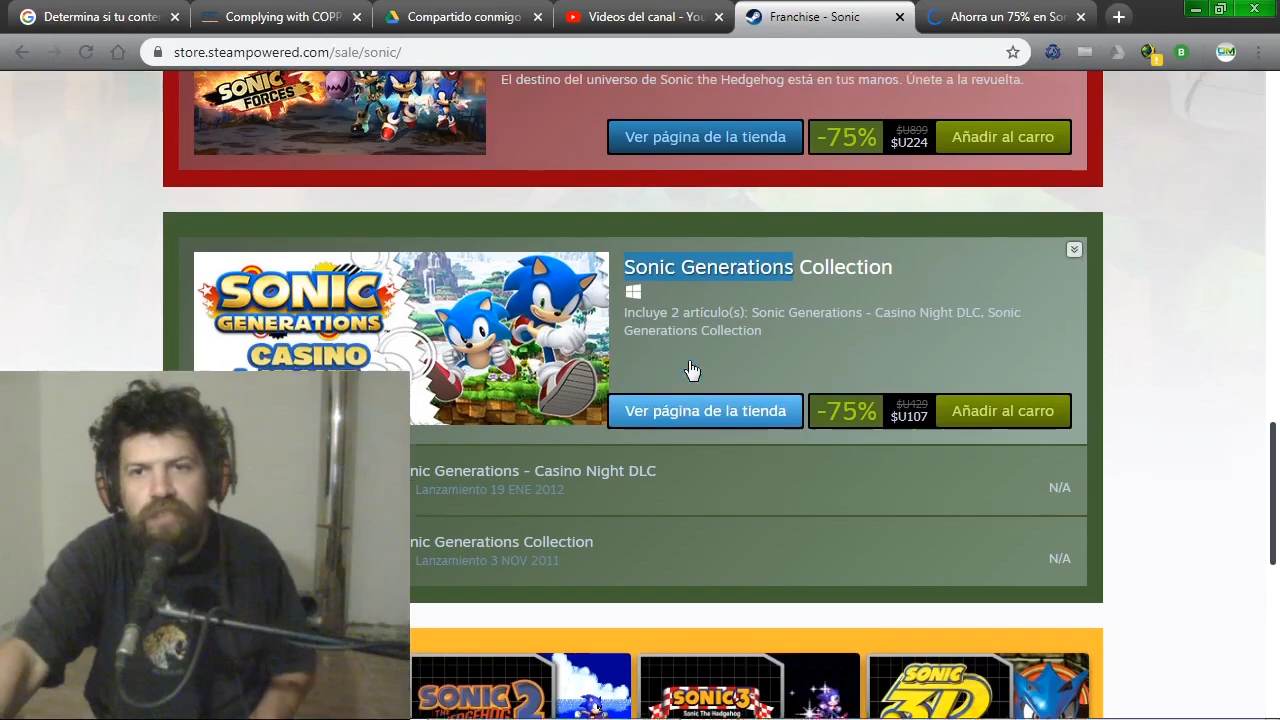 Determina si tu conte
Complying with COPP
Compartido conmigo
Videos del canal - You
Franchise - Sonic
Ahorra un 75% en Son
store.steampowered.com/sale/sonic/
B
SONIC
FORCES
El destino del universo de Sonic the Hedgehog está en tus manos. Únete a la revuelta.
Ver página de la tienda
-75%
$U899
$U224
Añadir al carro
SONIC
GENERATIONS
CASINO
Sonic Generations Collection
Incluye 2 artículo(s): Sonic Generations - Casino Night DLC, Sonic
Generations Collection
Ver página de la tienda
-75%
$U429
$U107
Añadir al carro
nic Generations - Casino Night DLC
Lanzamiento 19 ENE 2012
N/A
nic Generations Collection
Lanzamiento 3 NOV 2011
N/A
SONIC 2
THE HEDGEHOG
SONIC 3
Sonic The Hedgehog
SONIC
3D